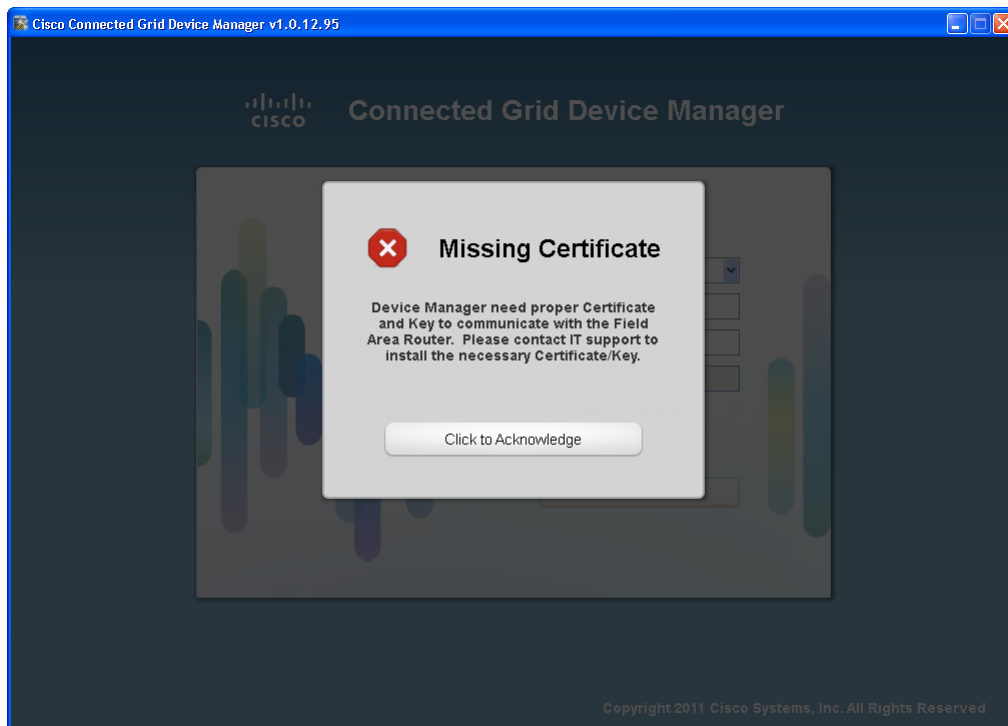 Cisco Connected Grid Device Manager v1.0.12.95
CISCO
Connected Grid Device Manager
Missing Certificate
Device Manager need proper Certificate
and Key to communicate with the Field
Area Router. Please contact IT support to
install the necessary Certificate/Key.
Click to Acknowledge
Copyright 2011 Cisco Systems, Inc. All Rights Reserved